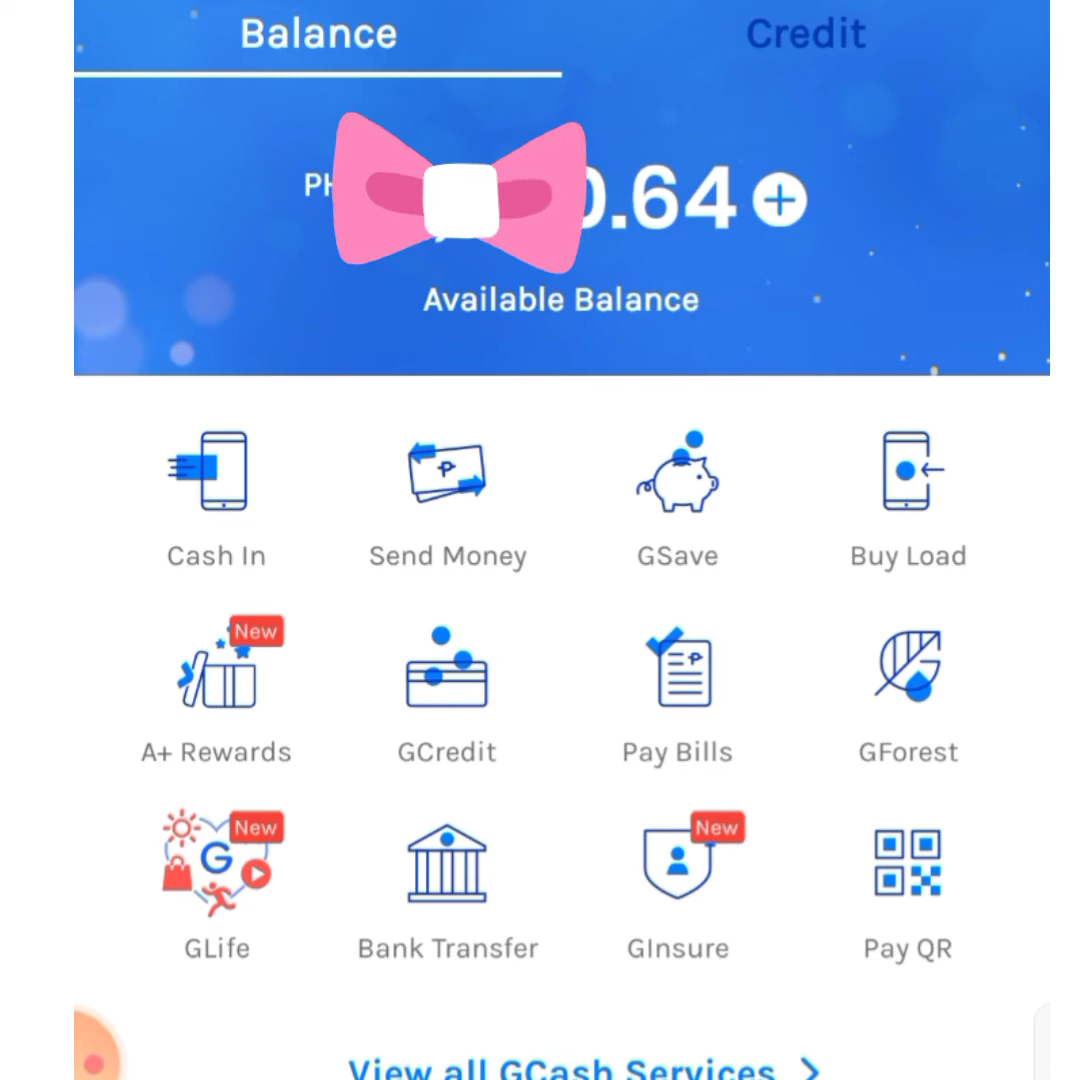 Balance Credit
0.64
Available Balance
Cash In Send Money GSave Buy Load
New
A+ Rewards GCredit Pay Bills GForest
New New
G
GLife Bank Transfer GInsure Pay QR
View all GCash Services